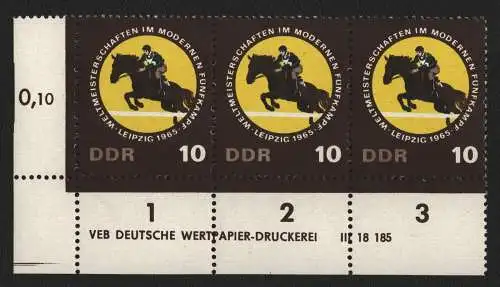 WELTMEISTERSCHAFTEN IM MODERNEN FÜNFKAMPF
·LEIPZIG 1965·
WELTMEISTERSCHAFTEN IM MODERNEN FÜNFKAMPF
·LEIPZIG 1965·
WELTMEISTERSCHAFTEN IM MODERNEN FÜNFKAMPF
·LEIPZIG 1965·
0,10
DDR 10 DDR 10 DDR 10
1 2 3
VEB DEUTSCHE WERTPAPIER-DRUCKEREI III 18 185